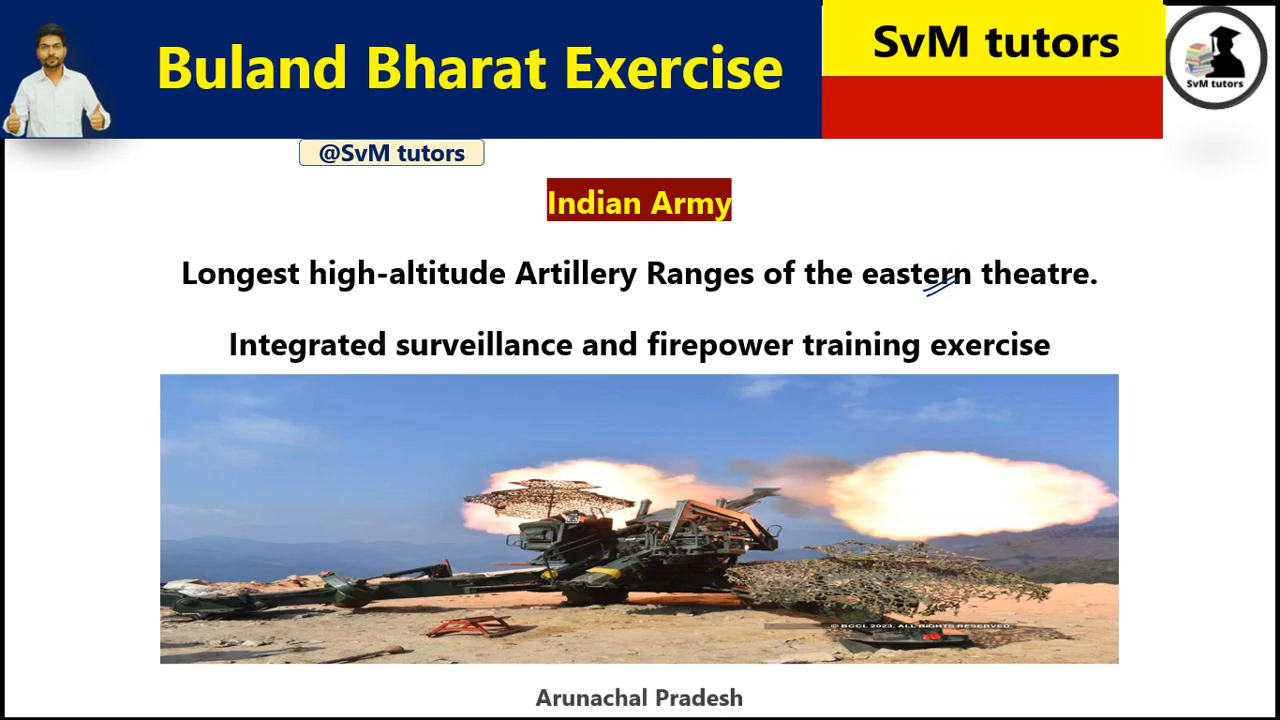 Buland Bharat Exercise
SvM tutors
SvM tutors
@SvM tutors
Indian Army
Longest high-altitude Artillery Ranges of the eastern theatre.
Integrated surveillance and firepower training exercise
© BCCL 2023. ALL RIGHTS RESERVED.
Arunachal Pradesh